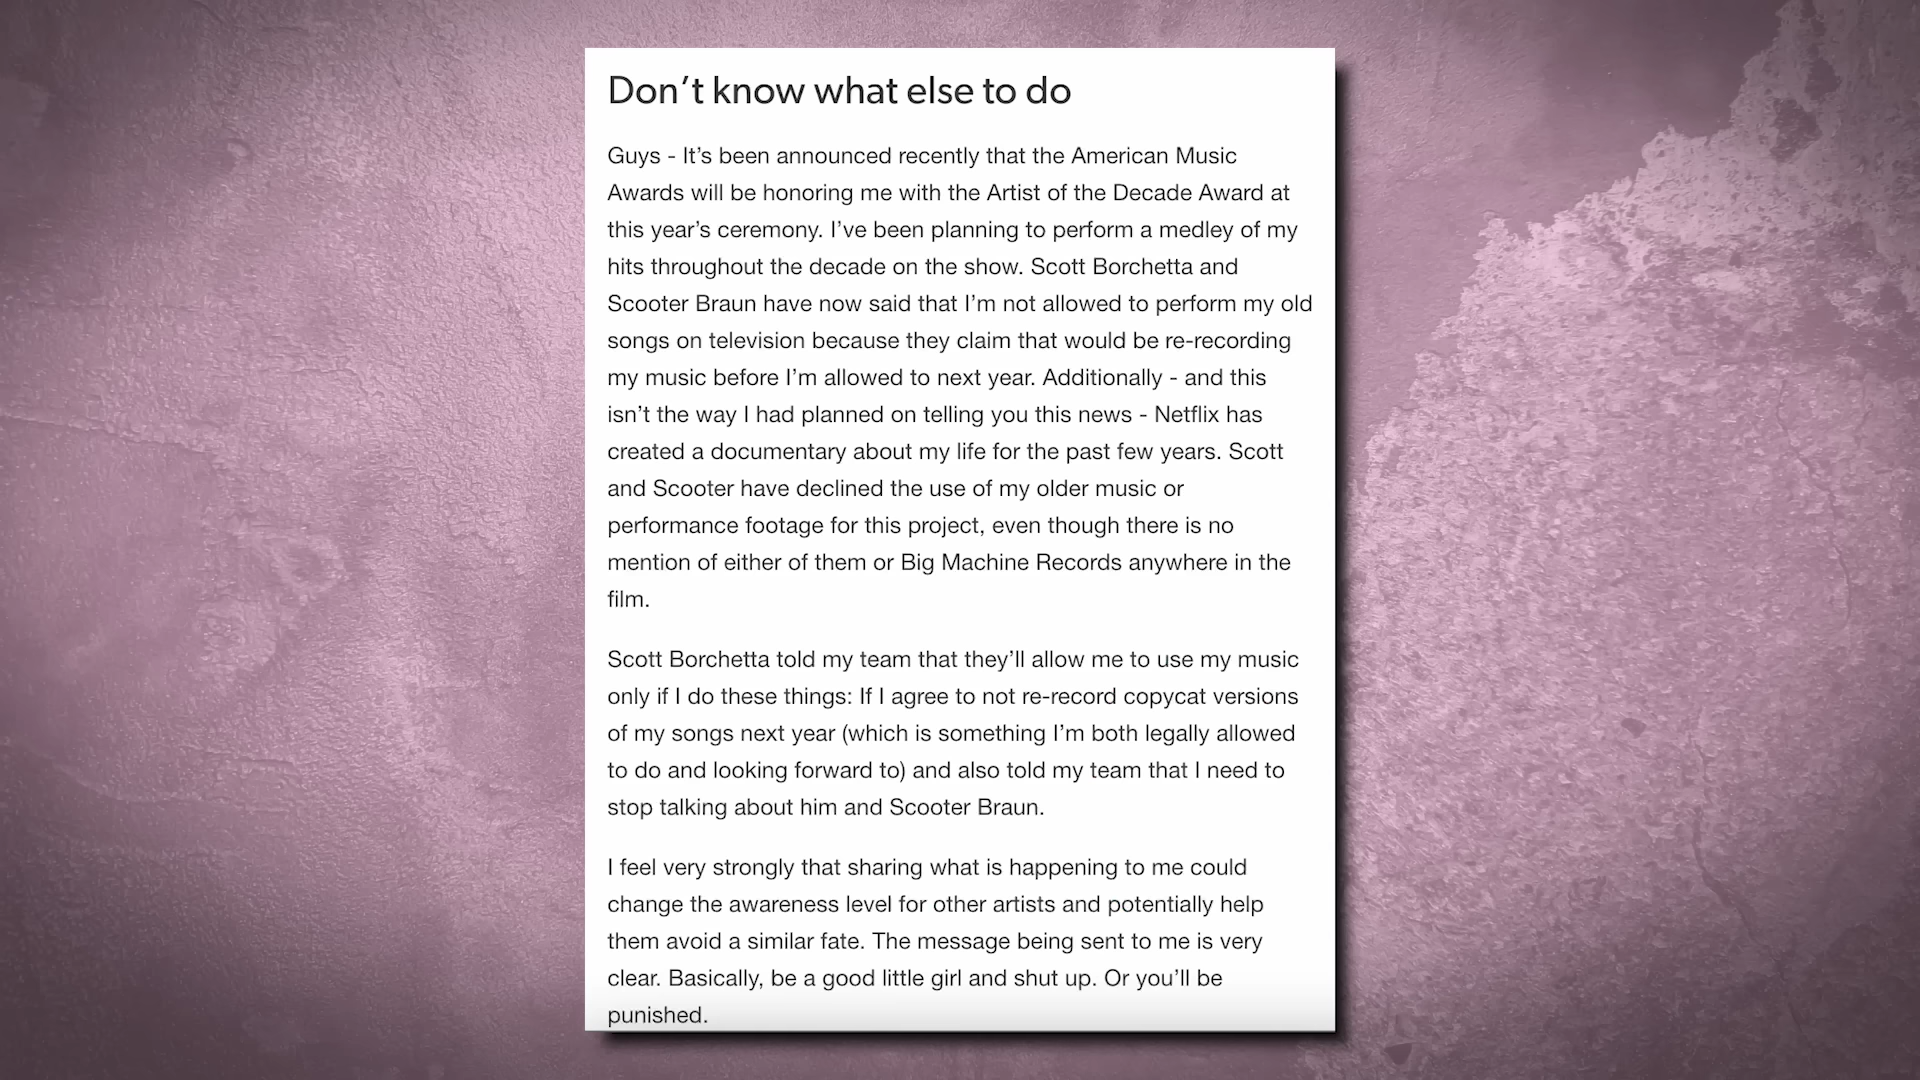 Don’t know what else to do
Guys - It’s been announced recently that the American Music
Awards will be honoring me with the Artist of the Decade Award at
this year’s ceremony. I’ve been planning to perform a medley of my
hits throughout the decade on the show. Scott Borchetta and
Scooter Braun have now said that I’m not allowed to perform my old
songs on television because they claim that would be re-recording
my music before I’m allowed to next year. Additionally - and this
isn’t the way I had planned on telling you this news - Netflix has
created a documentary about my life for the past few years. Scott
and Scooter have declined the use of my older music or
performance footage for this project, even though there is no
mention of either of them or Big Machine Records anywhere in the
film.
Scott Borchetta told my team that they’ll allow me to use my music
only if I do these things: If I agree to not re-record copycat versions
of my songs next year (which is something I’m both legally allowed
to do and looking forward to) and also told my team that I need to
stop talking about him and Scooter Braun.
I feel very strongly that sharing what is happening to me could
change the awareness level for other artists and potentially help
them avoid a similar fate. The message being sent to me is very
clear. Basically, be a good little girl and shut up. Or you’ll be
punished.